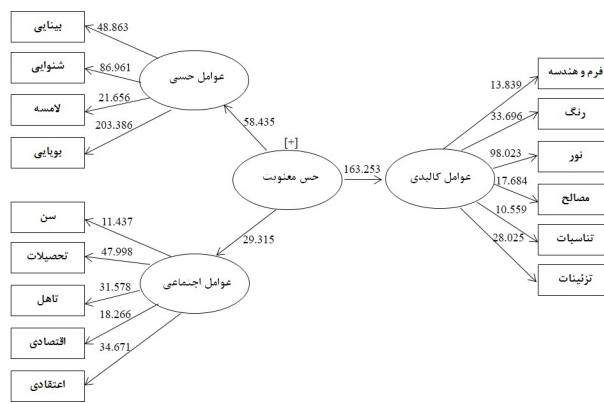 بینایی
48.863
شنوایی
86.961
عوامل حسی
لامسه
21.656
بویایی
203.386
58.435
[+]
حس معنویت
163.253
29.315
عوامل کالبدی
فرم و هندسه
13.839
رنگ
33.696
نور
98.023
مصالح
17.684
تناسبات
10.559
تزئینات
28.025
سن
11.437
تحصیلات
47.998
عوامل اجتماعی
تاهل
31.578
اقتصادی
18.266
اعتقادی
34.671